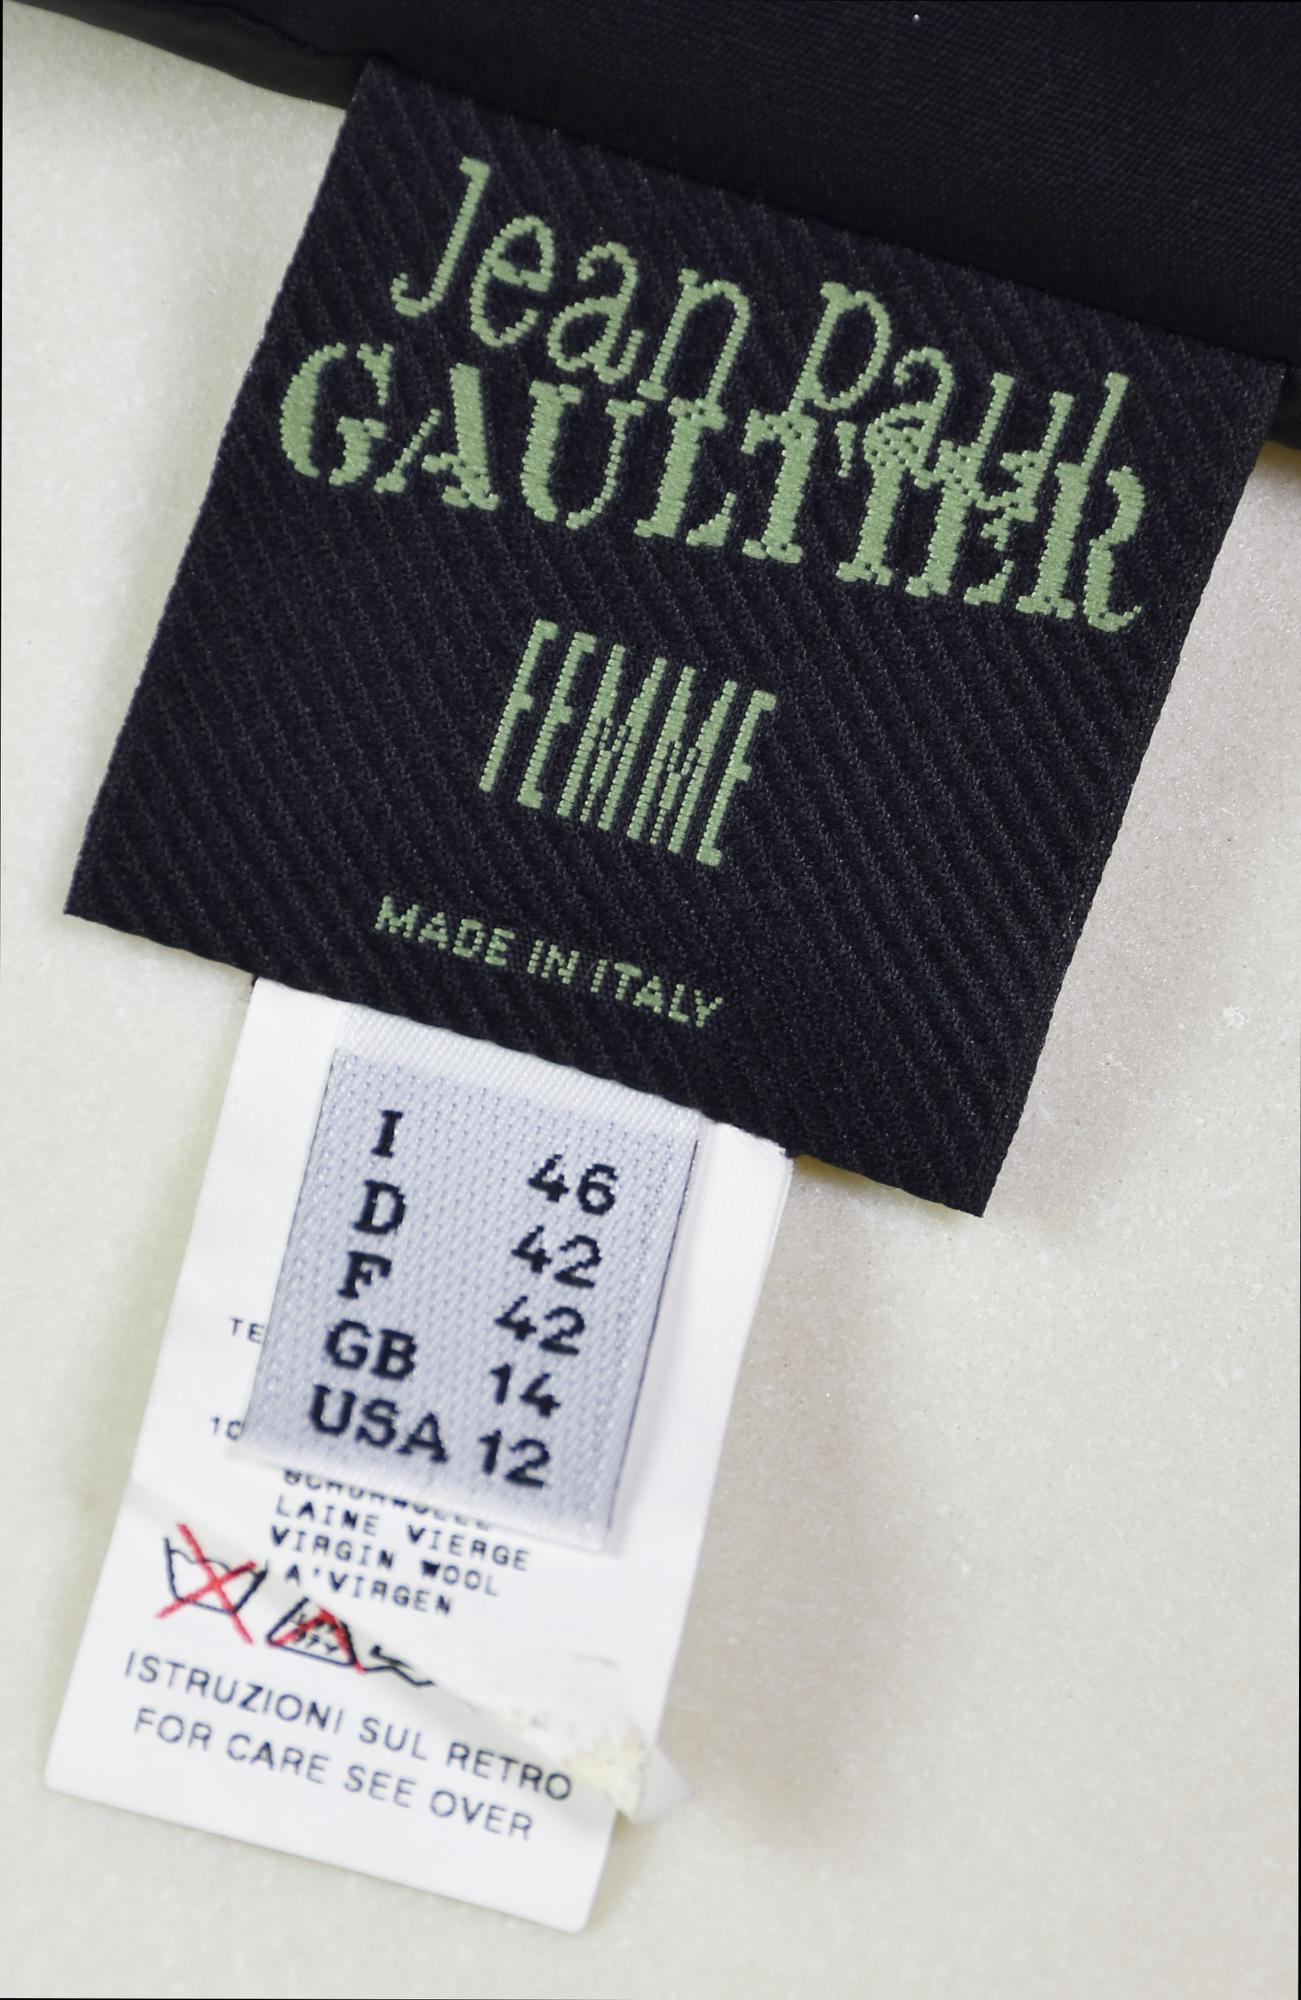 Jean Paul
GAULTIER
FEMME
MADE IN ITALY
I 46
D 42
F 42
GB 14
USA 12
LAINE VIERGE
VIRGIN WOOL
A'VIRGEN
ISTRUZIONI SUL RETRO
FOR CARE SEE OVER